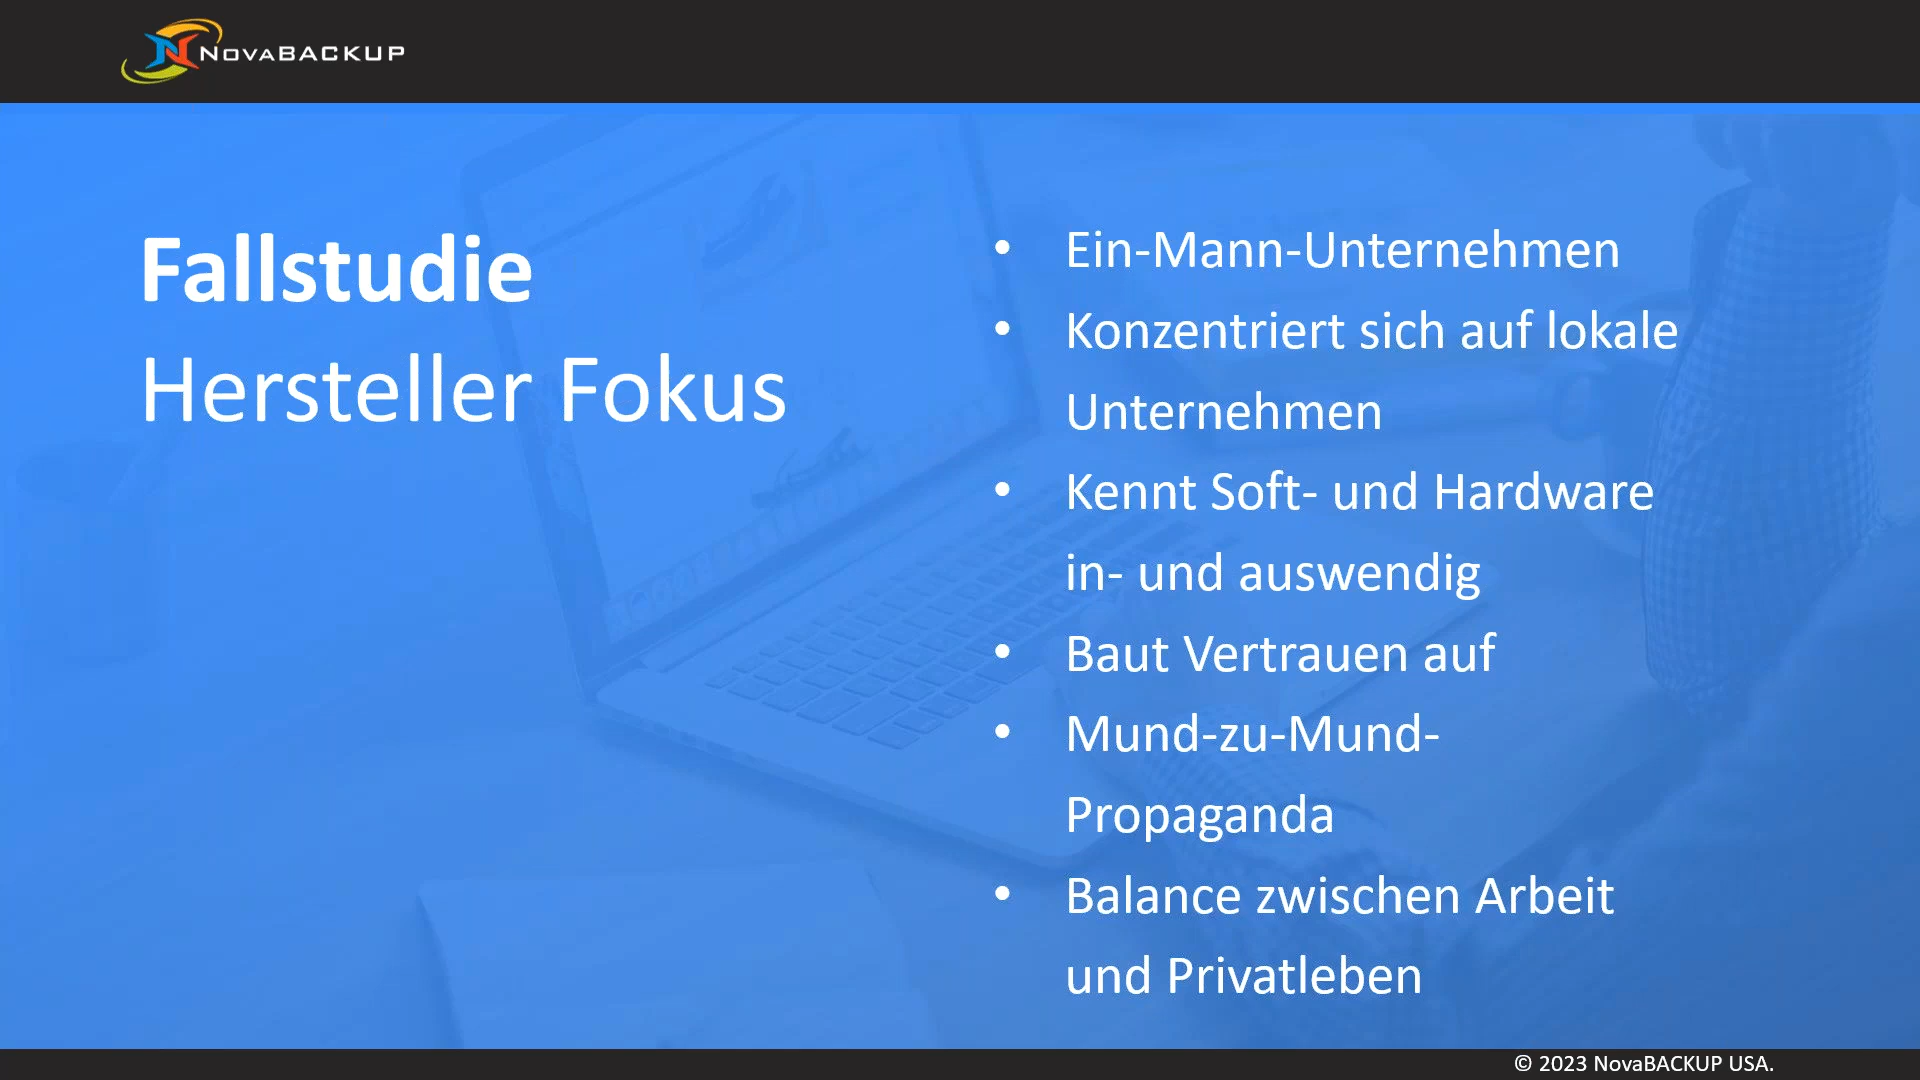 NovaBACKUP
Fallstudie
Hersteller Fokus
• Ein-Mann-Unternehmen
• Konzentriert sich auf lokale
Unternehmen
• Kennt Soft- und Hardware
in- und auswendig
• Baut Vertrauen auf
• Mund-zu-Mund-
Propaganda
• Balance zwischen Arbeit
und Privatleben
© 2023 NovaBACKUP USA.